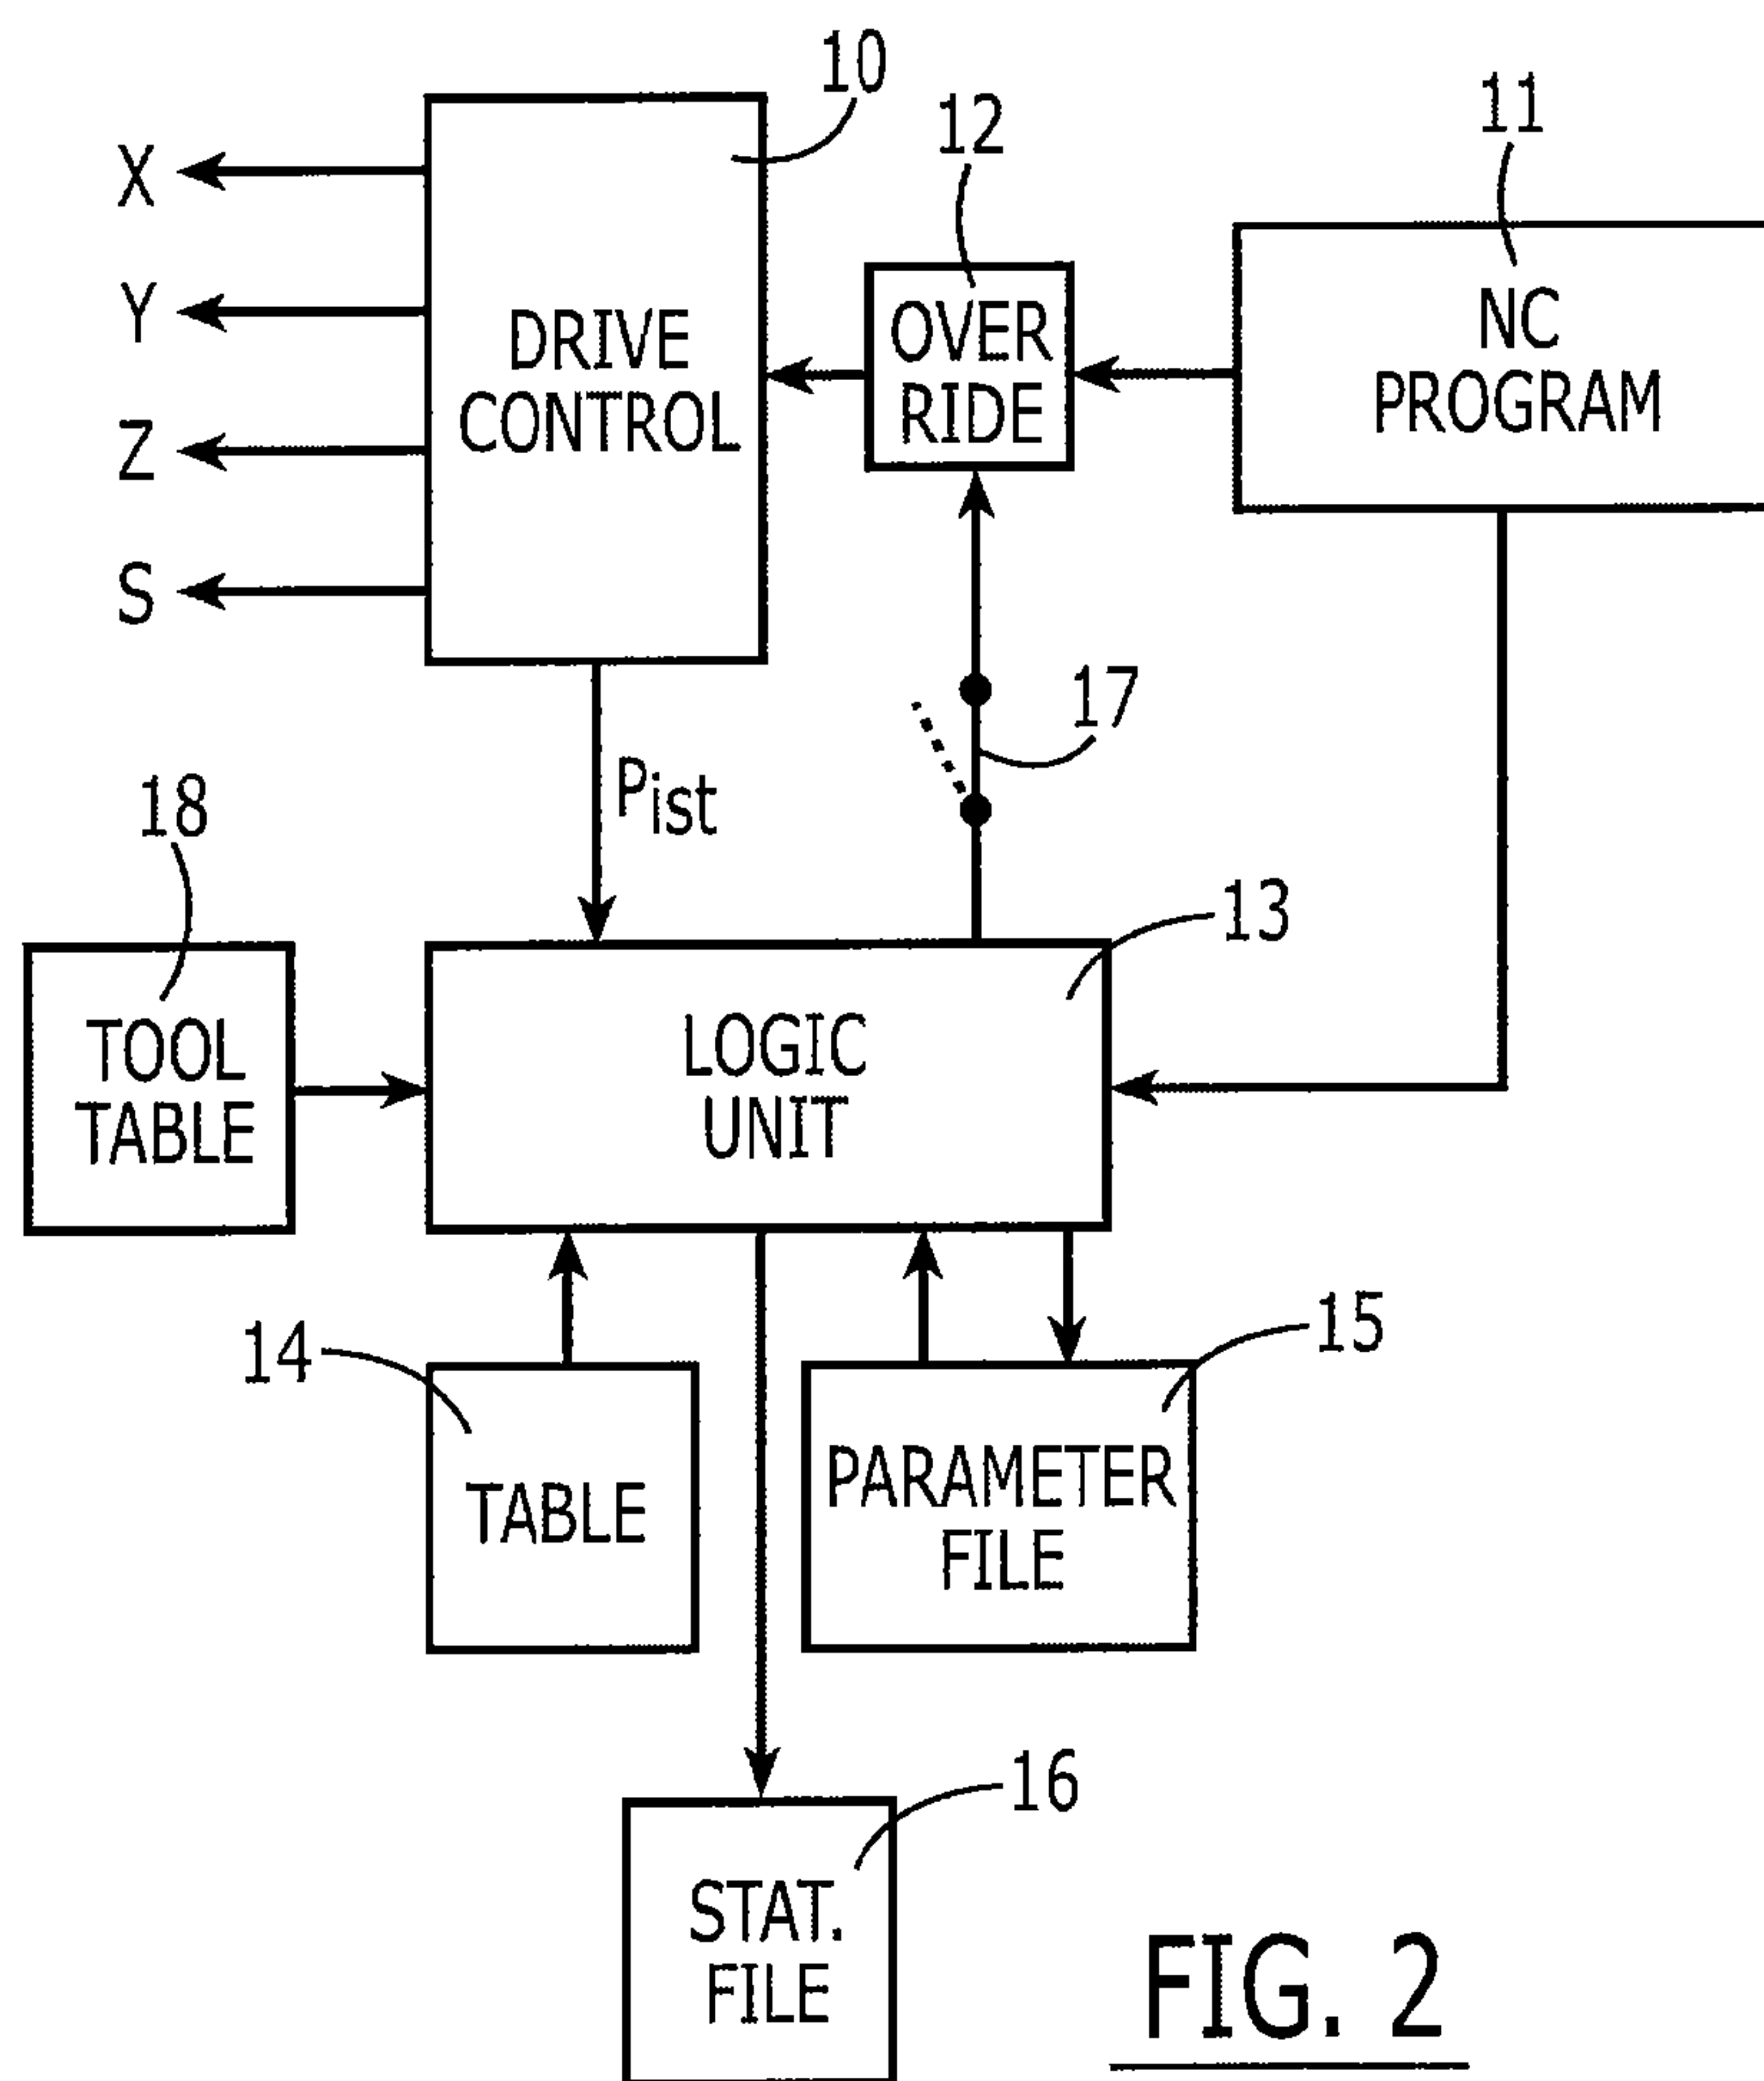 10
12
11
X
Y
Z
S
DRIVE
CONTROL
OVER
RIDE
NC
PROGRAM
17
Pist
18
13
TOOL
TABLE
LOGIC
UNIT
14
15
TABLE
PARAMETER
FILE
16
STAT.
FILE
FIG. 2